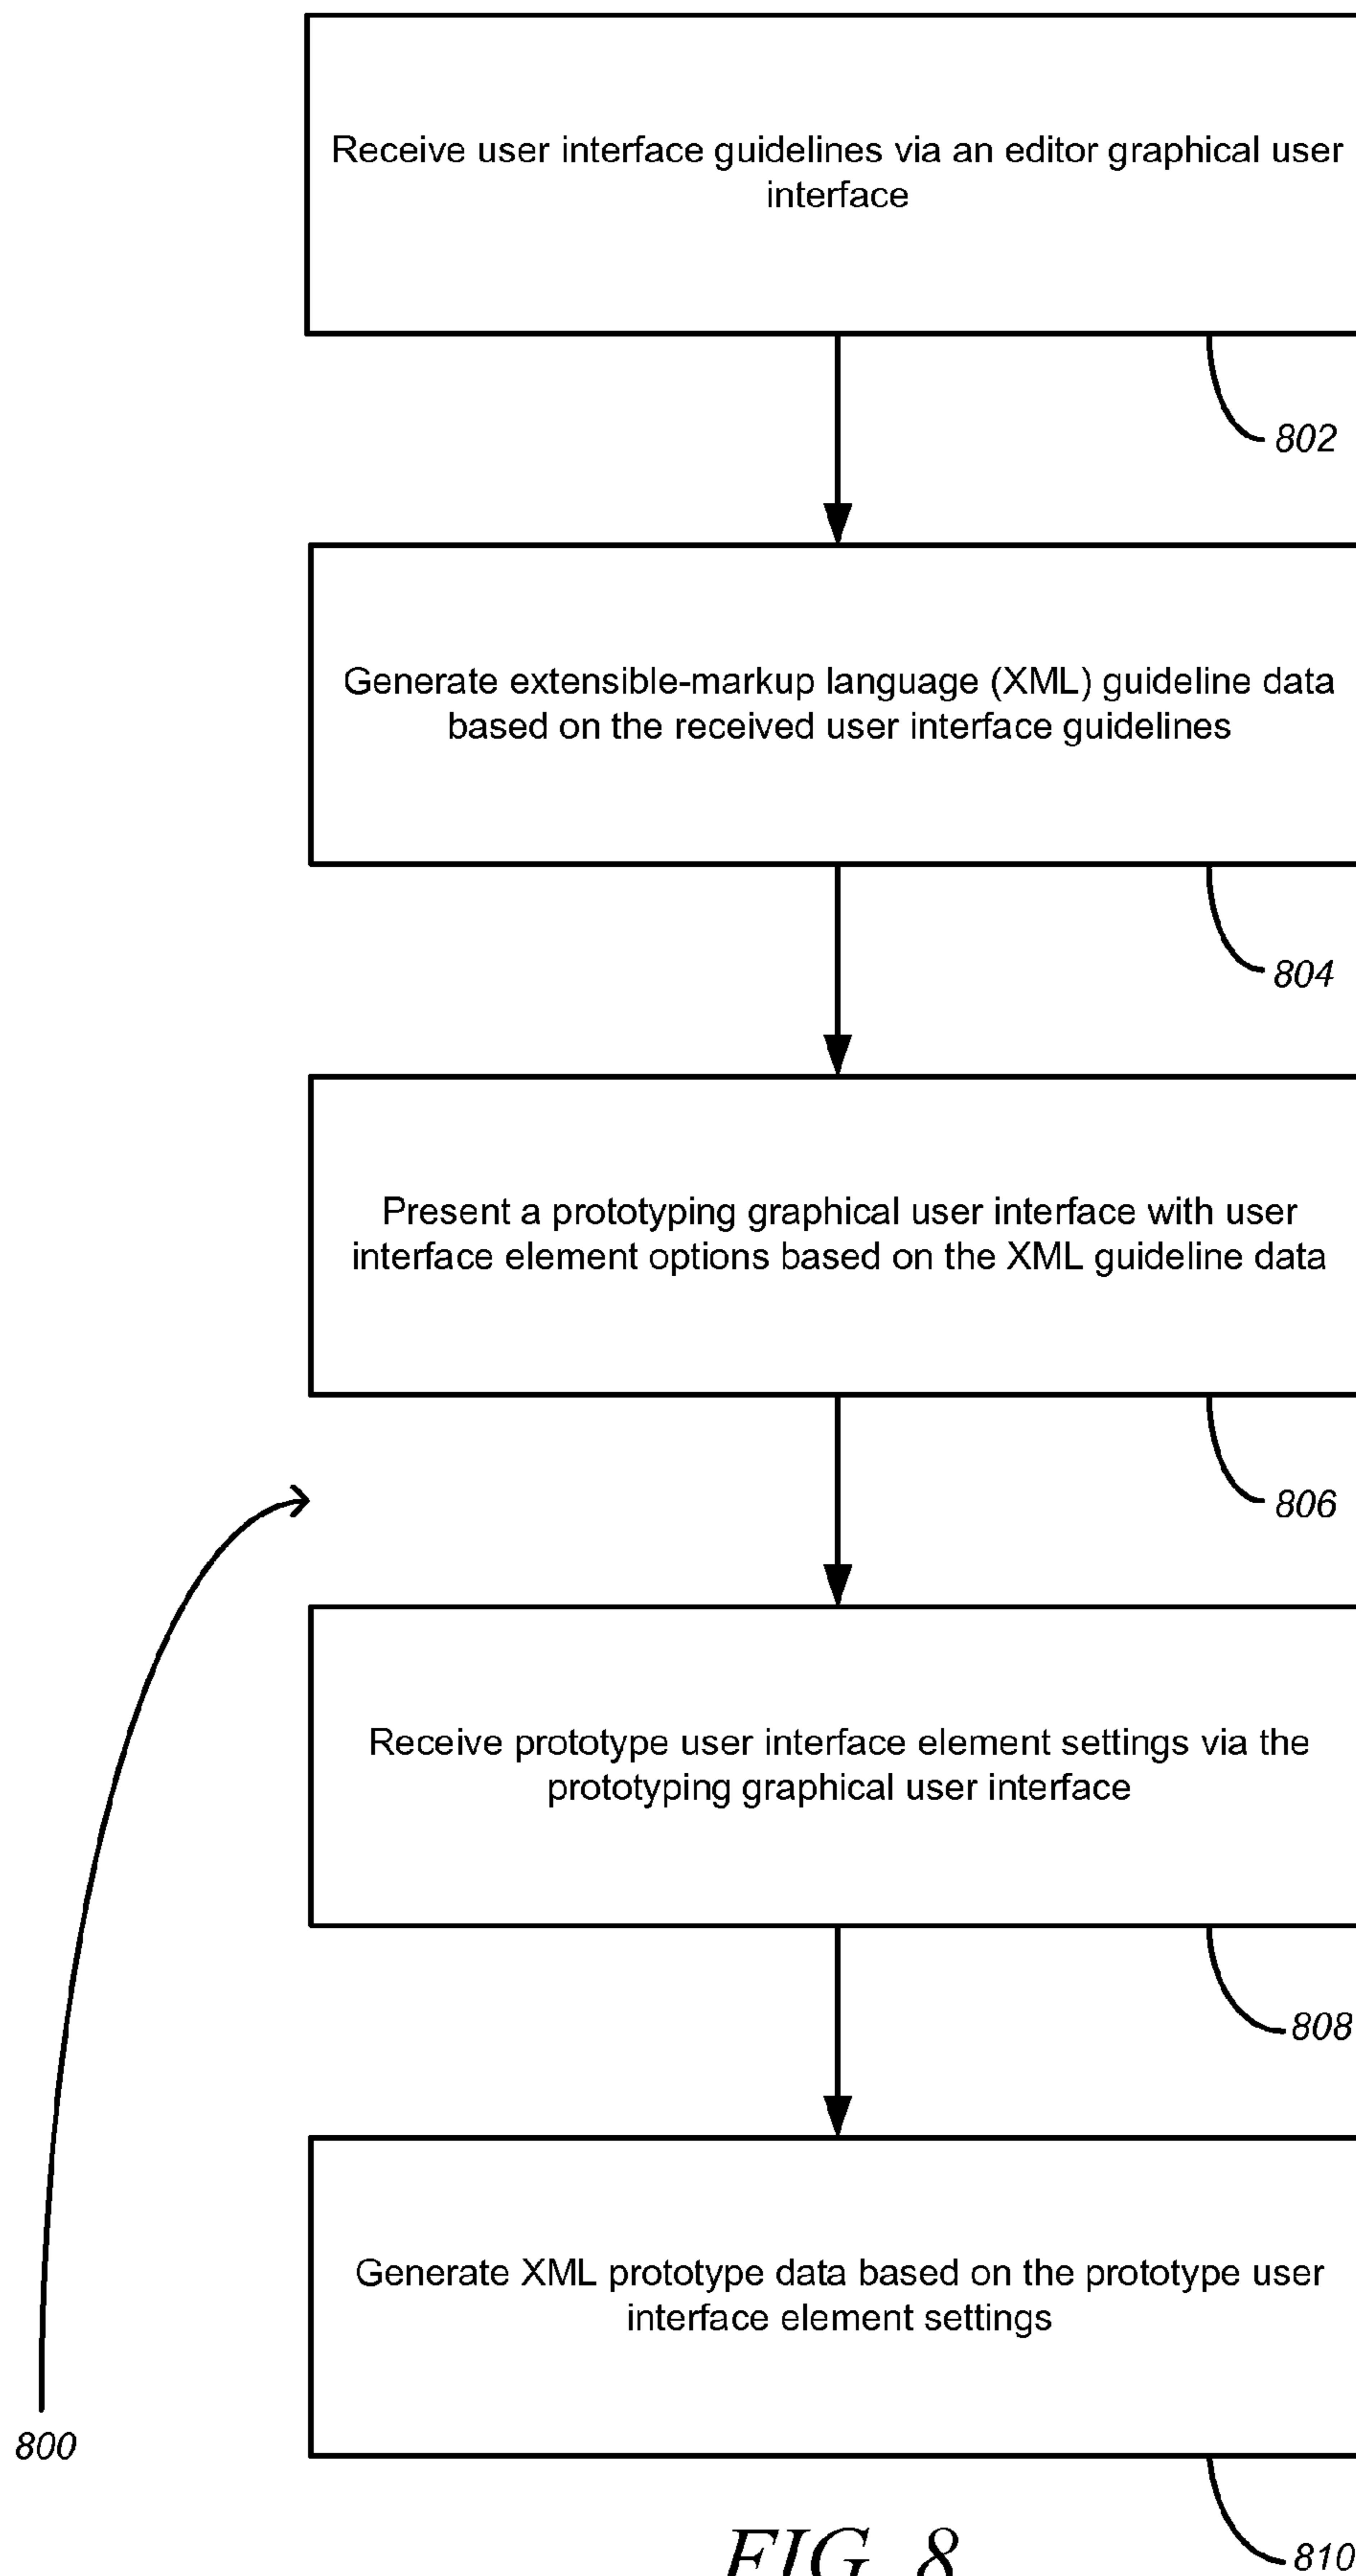 Receive user interface guidelines via an editor graphical user
interface
802
Generate extensible-markup language (XML) guideline data
based on the received user interface guidelines
804
Present a prototyping graphical user interface with user
interface element options based on the XML guideline data
806
Receive prototype user interface element settings via the
prototyping graphical user interface
808
Generate XML prototype data based on the prototype user
interface element settings
800
810
FIG. 8